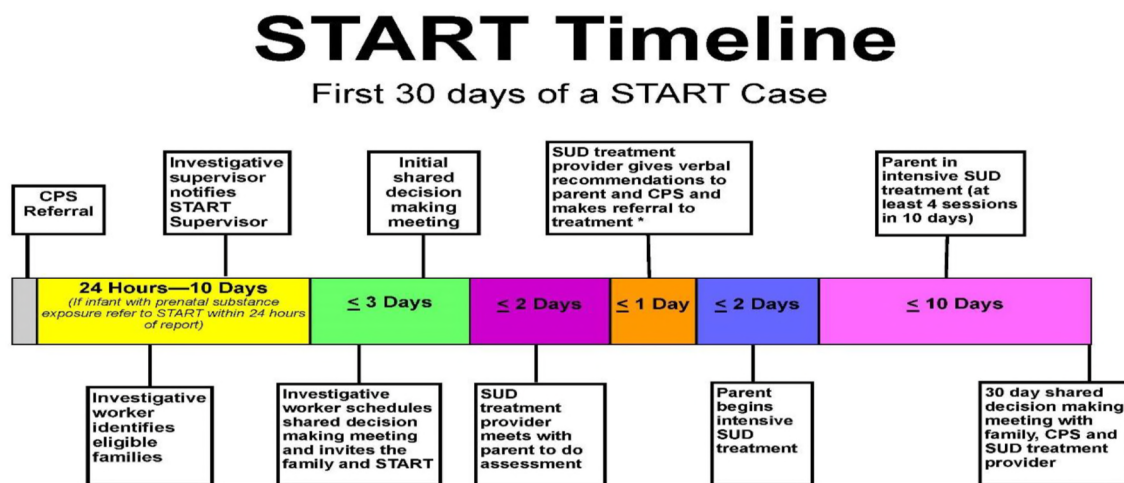 START Timeline
First 30 days of a START Case
CPS
Referral
Investigative
supervisor
notifies
START
Supervisor
Initial
shared
decision
making
meeting
SUD treatment
provider gives verbal
recommendations to
parent and CPS and
makes referral to
treatment *
Parent in
intensive SUD
treatment (at
least 4 sessions
in 10 days)
24 Hours—10 Days
(If infant with prenatal substance
exposure refer to START within 24 hours
of report)
≤ 3 Days
≤ 2 Days
≤ 1 Day
≤ 2 Days
≤ 10 Days
Investigative
worker
identifies
eligible
families
Investigative
worker schedules
shared decision
making meeting
and invites the
family and START
SUD
treatment
provider
meets with
parent to do
assessment
Parent
begins
intensive
SUD
treatment
30 day shared
decision making
meeting with
family, CPS and
SUD treatment
provider